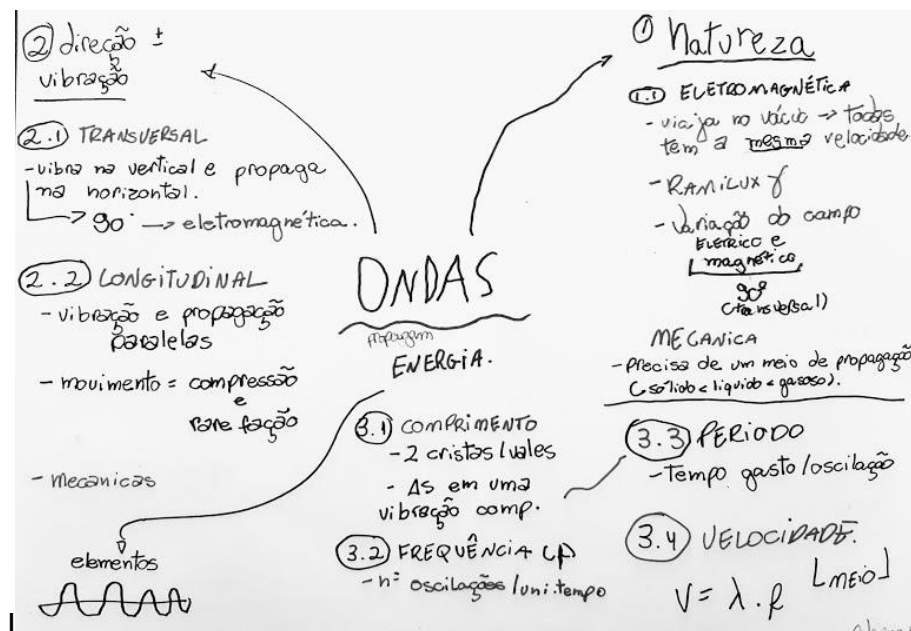 ONDAS
propagam
ENERGIA.
① Natureza
1.1 ELETROMAGNÉTICA
- viaja no vácuo → todas
tem a mesma velocidade
- RAMILUX γ
- Variação do campo
ELÉTRICO e
magnético
90º
(transversal)
MECANICA
- precisa de um meio de propagação
(sólido < líquido < gasoso).
② direção ±
vibração
2.1 TRANSVERSAL
- vibra na vertical e propaga
na horizontal.
→ 90° → eletromagnética.
2.2 LONGITUDINAL
- vibração e propagação
paralelas
- movimento = compressão
e
rarefação
- mecanicas
elementos
3.1 COMPRIMENTO
- 2 cristas/vales
- ΔS em uma
vibração comp.
3.2 FREQUÊNCIA
- nº oscilações/uni.tempo
3.3 PERÍODO
- Tempo gasto/oscilação
3.4 VELOCIDADE.
V = λ . f
[MEIO]